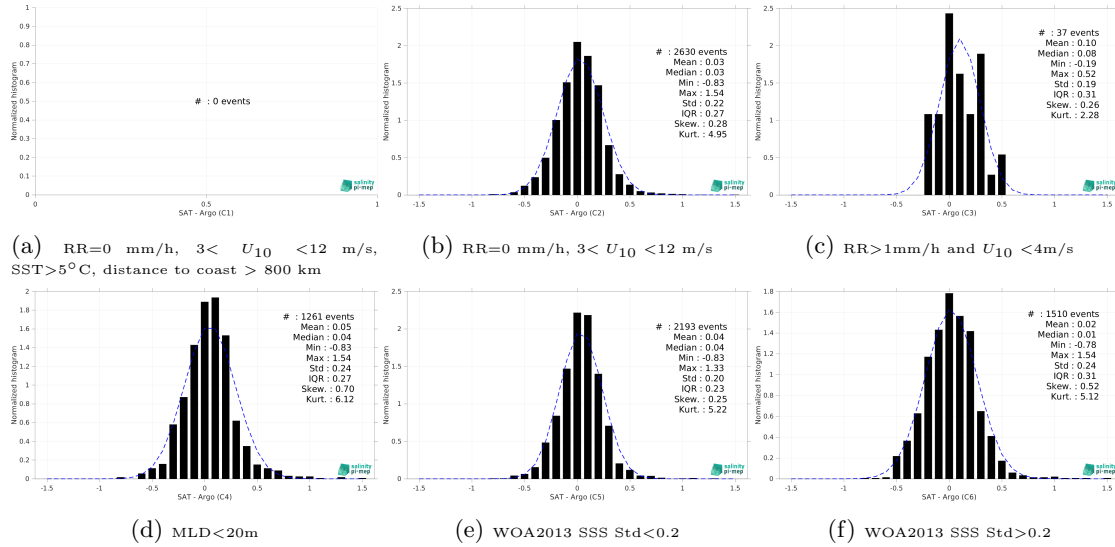 1
0.9
0.8
0.7
0.6
0.5
0.4
0.3
0.2
0.1
0
Normalized histogram
# : 0 events
salinity
pi-mep
0 0.5 1
SAT - Argo (C1)
(a) RR=0 mm/h, 3< U10 <12 m/s,
SST>5°C, distance to coast > 800 km
2.5
2
1.5
1
0.5
0
Normalized histogram
# : 2630 events
Mean : 0.03
Median : 0.03
Min : -0.83
Max : 1.54
Std : 0.22
IQR : 0.27
Skew. : 0.28
Kurt. : 4.95
salinity
pi-mep
-1.5 -1 -0.5 0 0.5 1 1.5
SAT - Argo (C2)
(b) RR=0 mm/h, 3< U10 <12 m/s
2.5
2
1.5
1
0.5
0
Normalized histogram
# : 37 events
Mean : 0.10
Median : 0.08
Min : -0.19
Max : 0.52
Std : 0.19
IQR : 0.31
Skew. : 0.26
Kurt. : 2.28
salinity
pi-mep
-1.5 -1 -0.5 0 0.5 1 1.5
SAT - Argo (C3)
(c) RR>1mm/h and U10 <4m/s
2
1.8
1.6
1.4
1.2
1
0.8
0.6
0.4
0.2
0
Normalized histogram
# : 1261 events
Mean : 0.05
Median : 0.04
Min : -0.83
Max : 1.54
Std : 0.24
IQR : 0.27
Skew. : 0.70
Kurt. : 6.12
salinity
pi-mep
-1.5 -1 -0.5 0 0.5 1 1.5
SAT - Argo (C4)
(d) MLD<20m
2.5
2
1.5
1
0.5
0
Normalized histogram
# : 2193 events
Mean : 0.04
Median : 0.04
Min : -0.83
Max : 1.33
Std : 0.20
IQR : 0.23
Skew. : 0.25
Kurt. : 5.22
salinity
pi-mep
-1.5 -1 -0.5 0 0.5 1 1.5
SAT - Argo (C5)
(e) WOA2013 SSS Std<0.2
1.8
1.6
1.4
1.2
1
0.8
0.6
0.4
0.2
0
Normalized histogram
# : 1510 events
Mean : 0.02
Median : 0.01
Min : -0.78
Max : 1.54
Std : 0.24
IQR : 0.31
Skew. : 0.52
Kurt. : 5.12
salinity
pi-mep
-1.5 -1 -0.5 0 0.5 1 1.5
SAT - Argo (C6)
(f) WOA2013 SSS Std>0.2